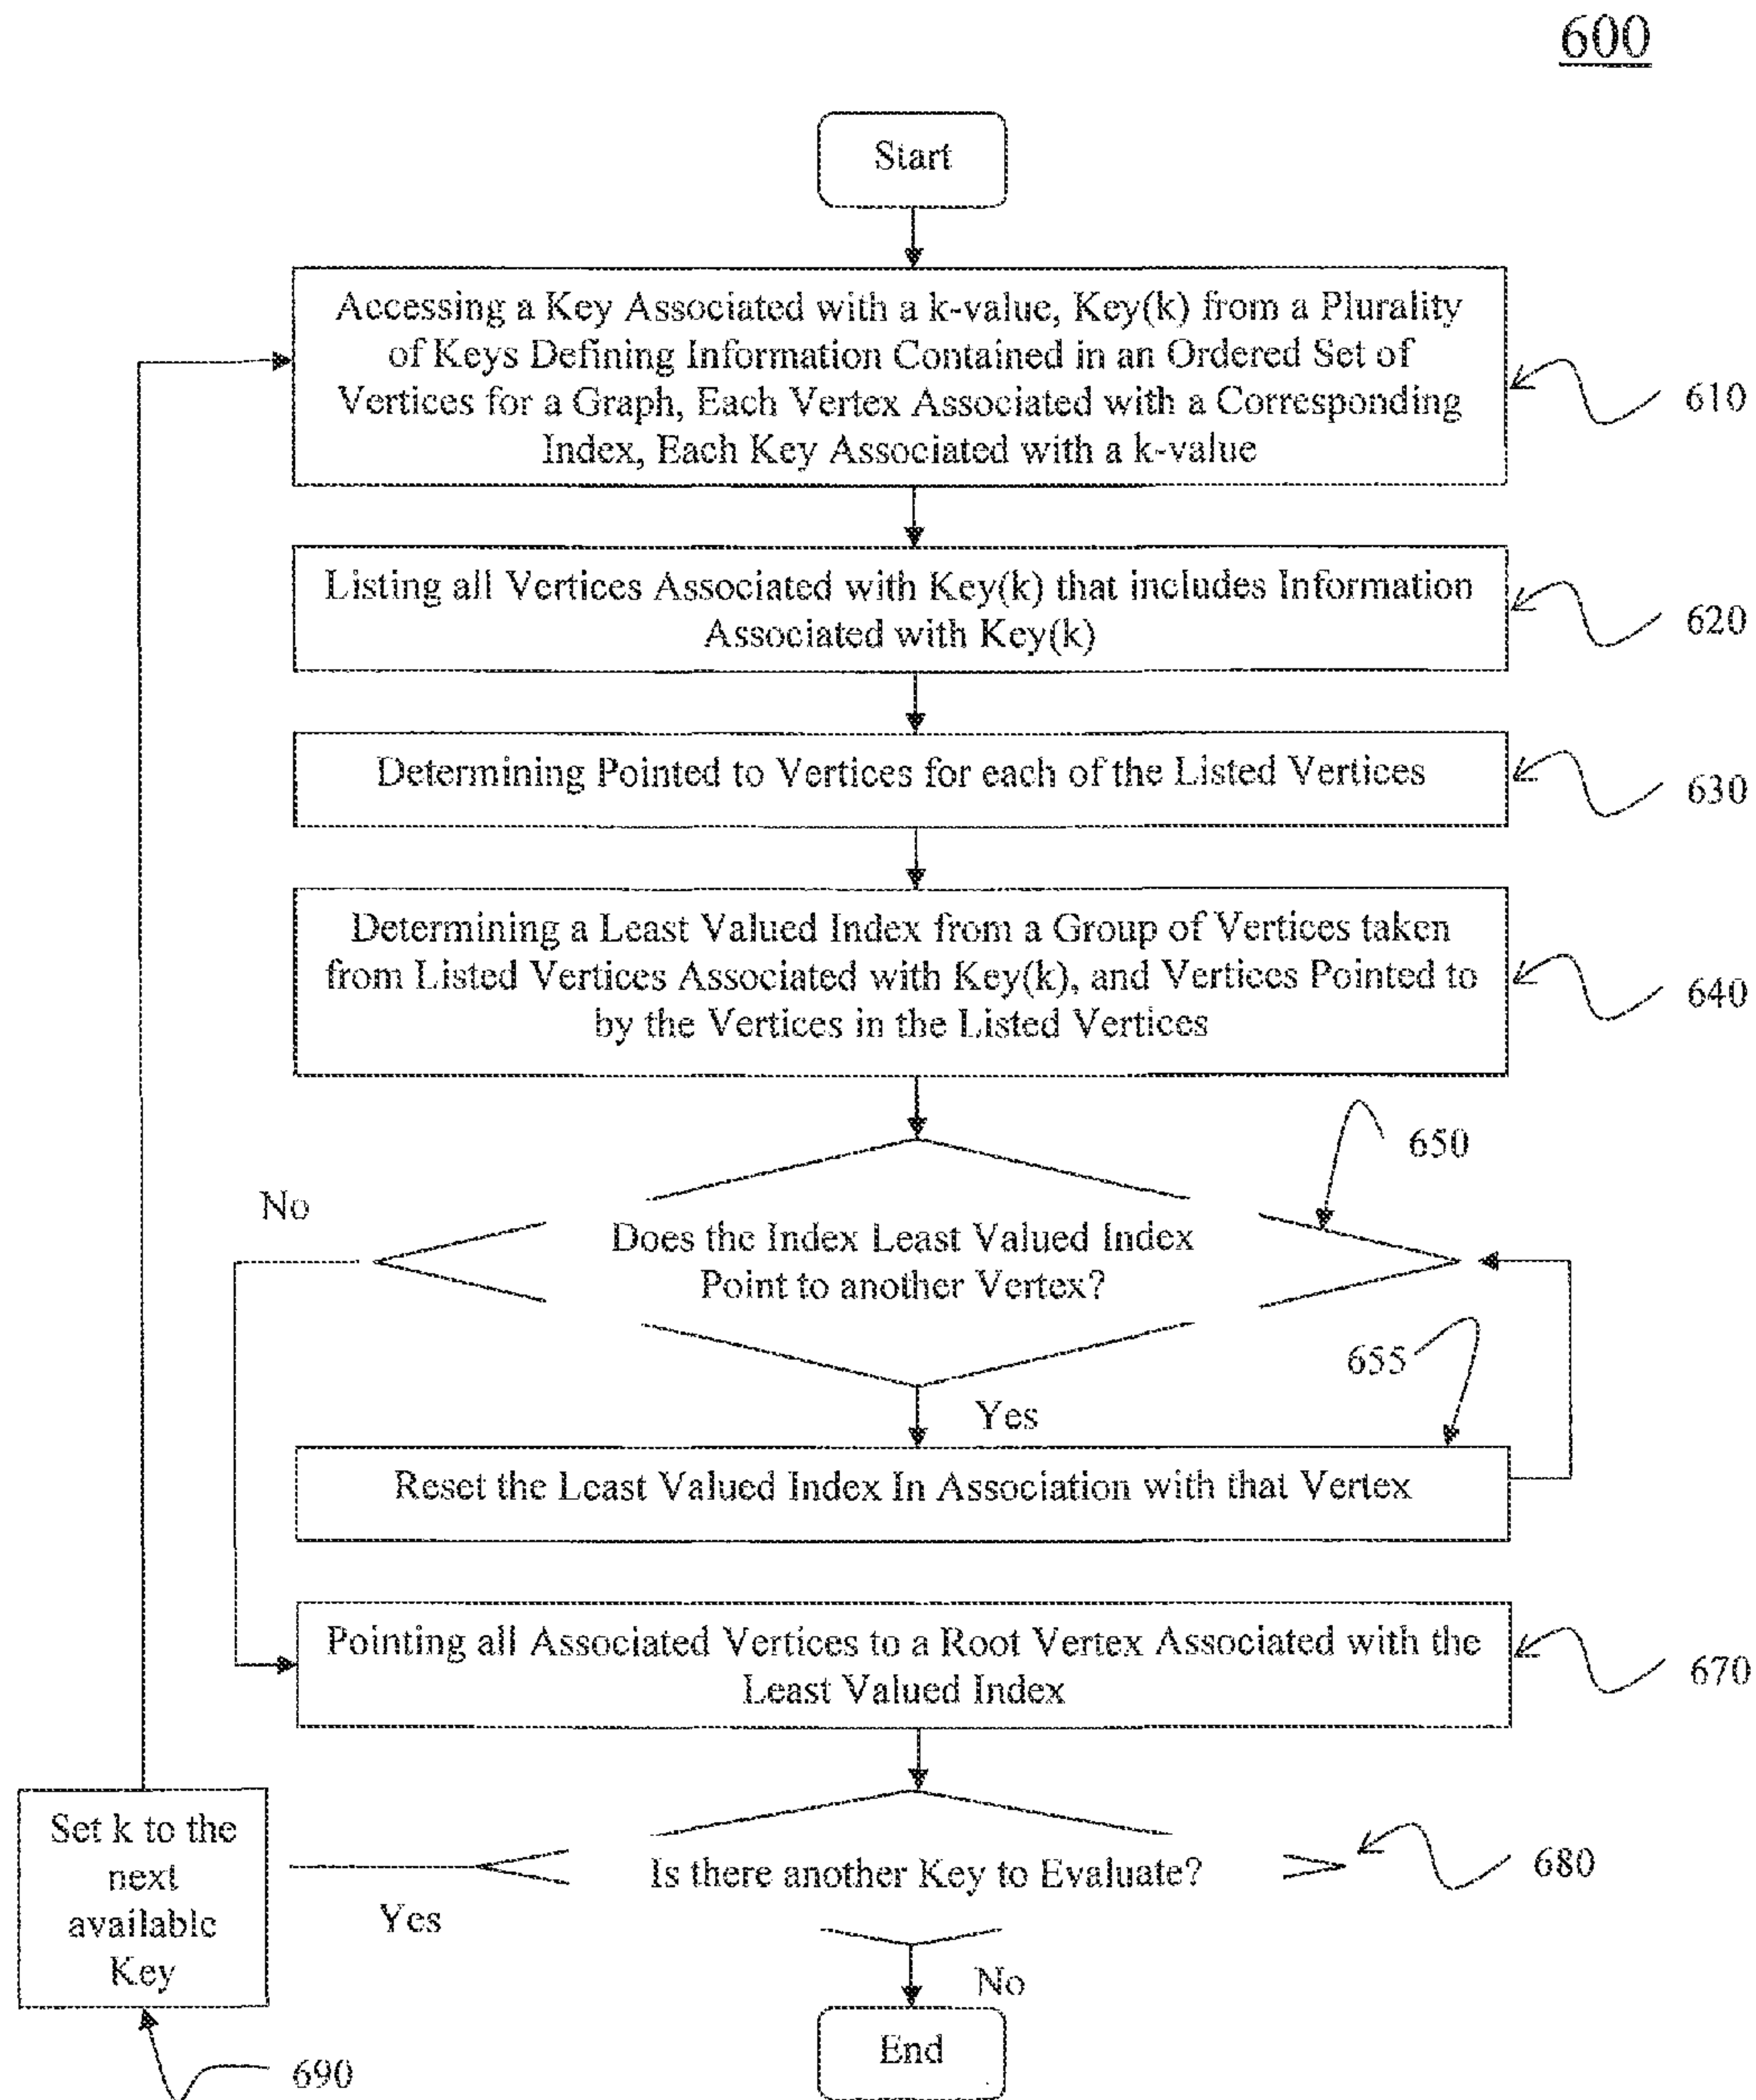 600
Start
Accessing a Key Associated with a k-value, Key(k) from a Plurality
of Keys Defining Information Contained in an Ordered Set of
Vertices for a Graph, Each Vertex Associated with a Corresponding
Index, Each Key Associated with a k-value
610
Listing all Vertices Associated with Key(k) that includes Information
Associated with Key(k)
620
Determining Pointed to Vertices for each of the Listed Vertices
630
Determining a Least Valued Index from a Group of Vertices taken
from Listed Vertices Associated with Key(k), and Vertices Pointed to
by the Vertices in the Listed Vertices
640
650
No
Does the Index Least Valued Index
Point to another Vertex?
655
Yes
Reset the Least Valued Index In Association with that Vertex
Pointing all Associated Vertices to a Root Vertex Associated with the
Least Valued Index
670
Set k to the
next
available
Key
Is there another Key to Evaluate?
680
Yes
No
End
690